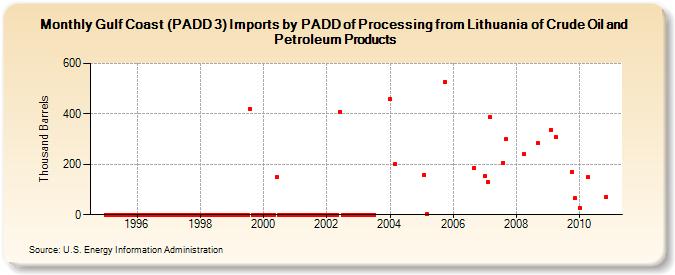 Monthly Gulf Coast (PADD 3) Imports by PADD of Processing from Lithuania of Crude Oil and
Petroleum Products
Thousand Barrels
600
400
200
0
1996 1998 2000 2002 2004 2006 2008 2010
Source: U.S. Energy Information Administration